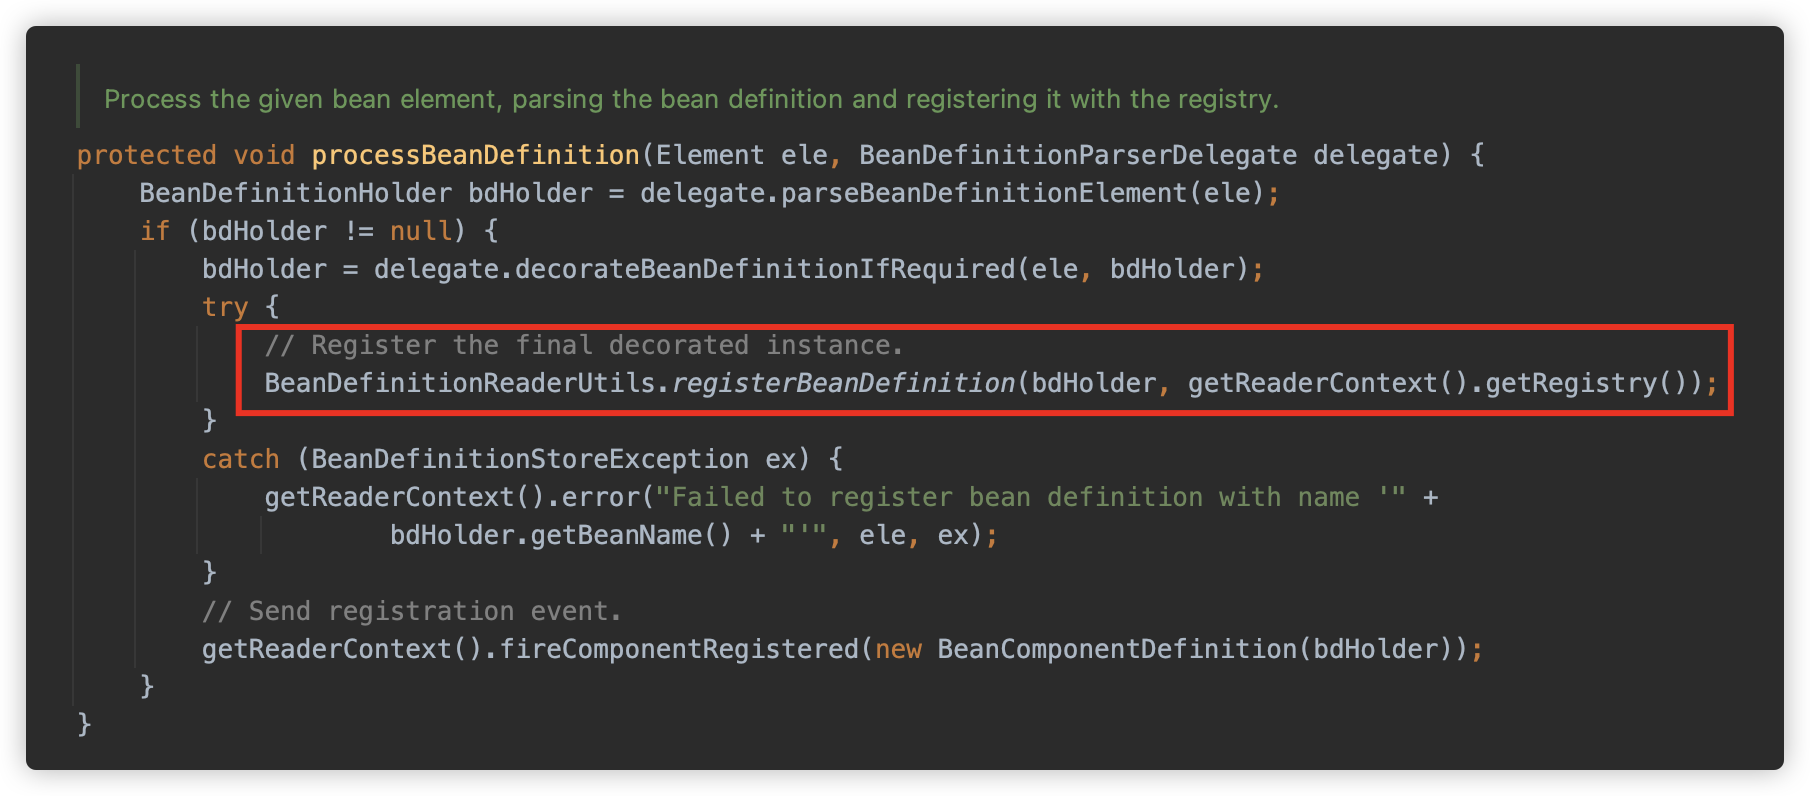 Process the given bean element, parsing the bean definition and registering it with the registry.
protected void processBeanDefinition(Element ele, BeanDefinitionParserDelegate delegate) {
    BeanDefinitionHolder bdHolder = delegate.parseBeanDefinitionElement(ele);
    if (bdHolder != null) {
        bdHolder = delegate.decorateBeanDefinitionIfRequired(ele, bdHolder);
        try {
            // Register the final decorated instance.
            BeanDefinitionReaderUtils.registerBeanDefinition(bdHolder, getReaderContext().getRegistry());
        }
        catch (BeanDefinitionStoreException ex) {
            getReaderContext().error("Failed to register bean definition with name '" +
                    bdHolder.getBeanName() + "'", ele, ex);
        }
        // Send registration event.
        getReaderContext().fireComponentRegistered(new BeanComponentDefinition(bdHolder));
    }
}